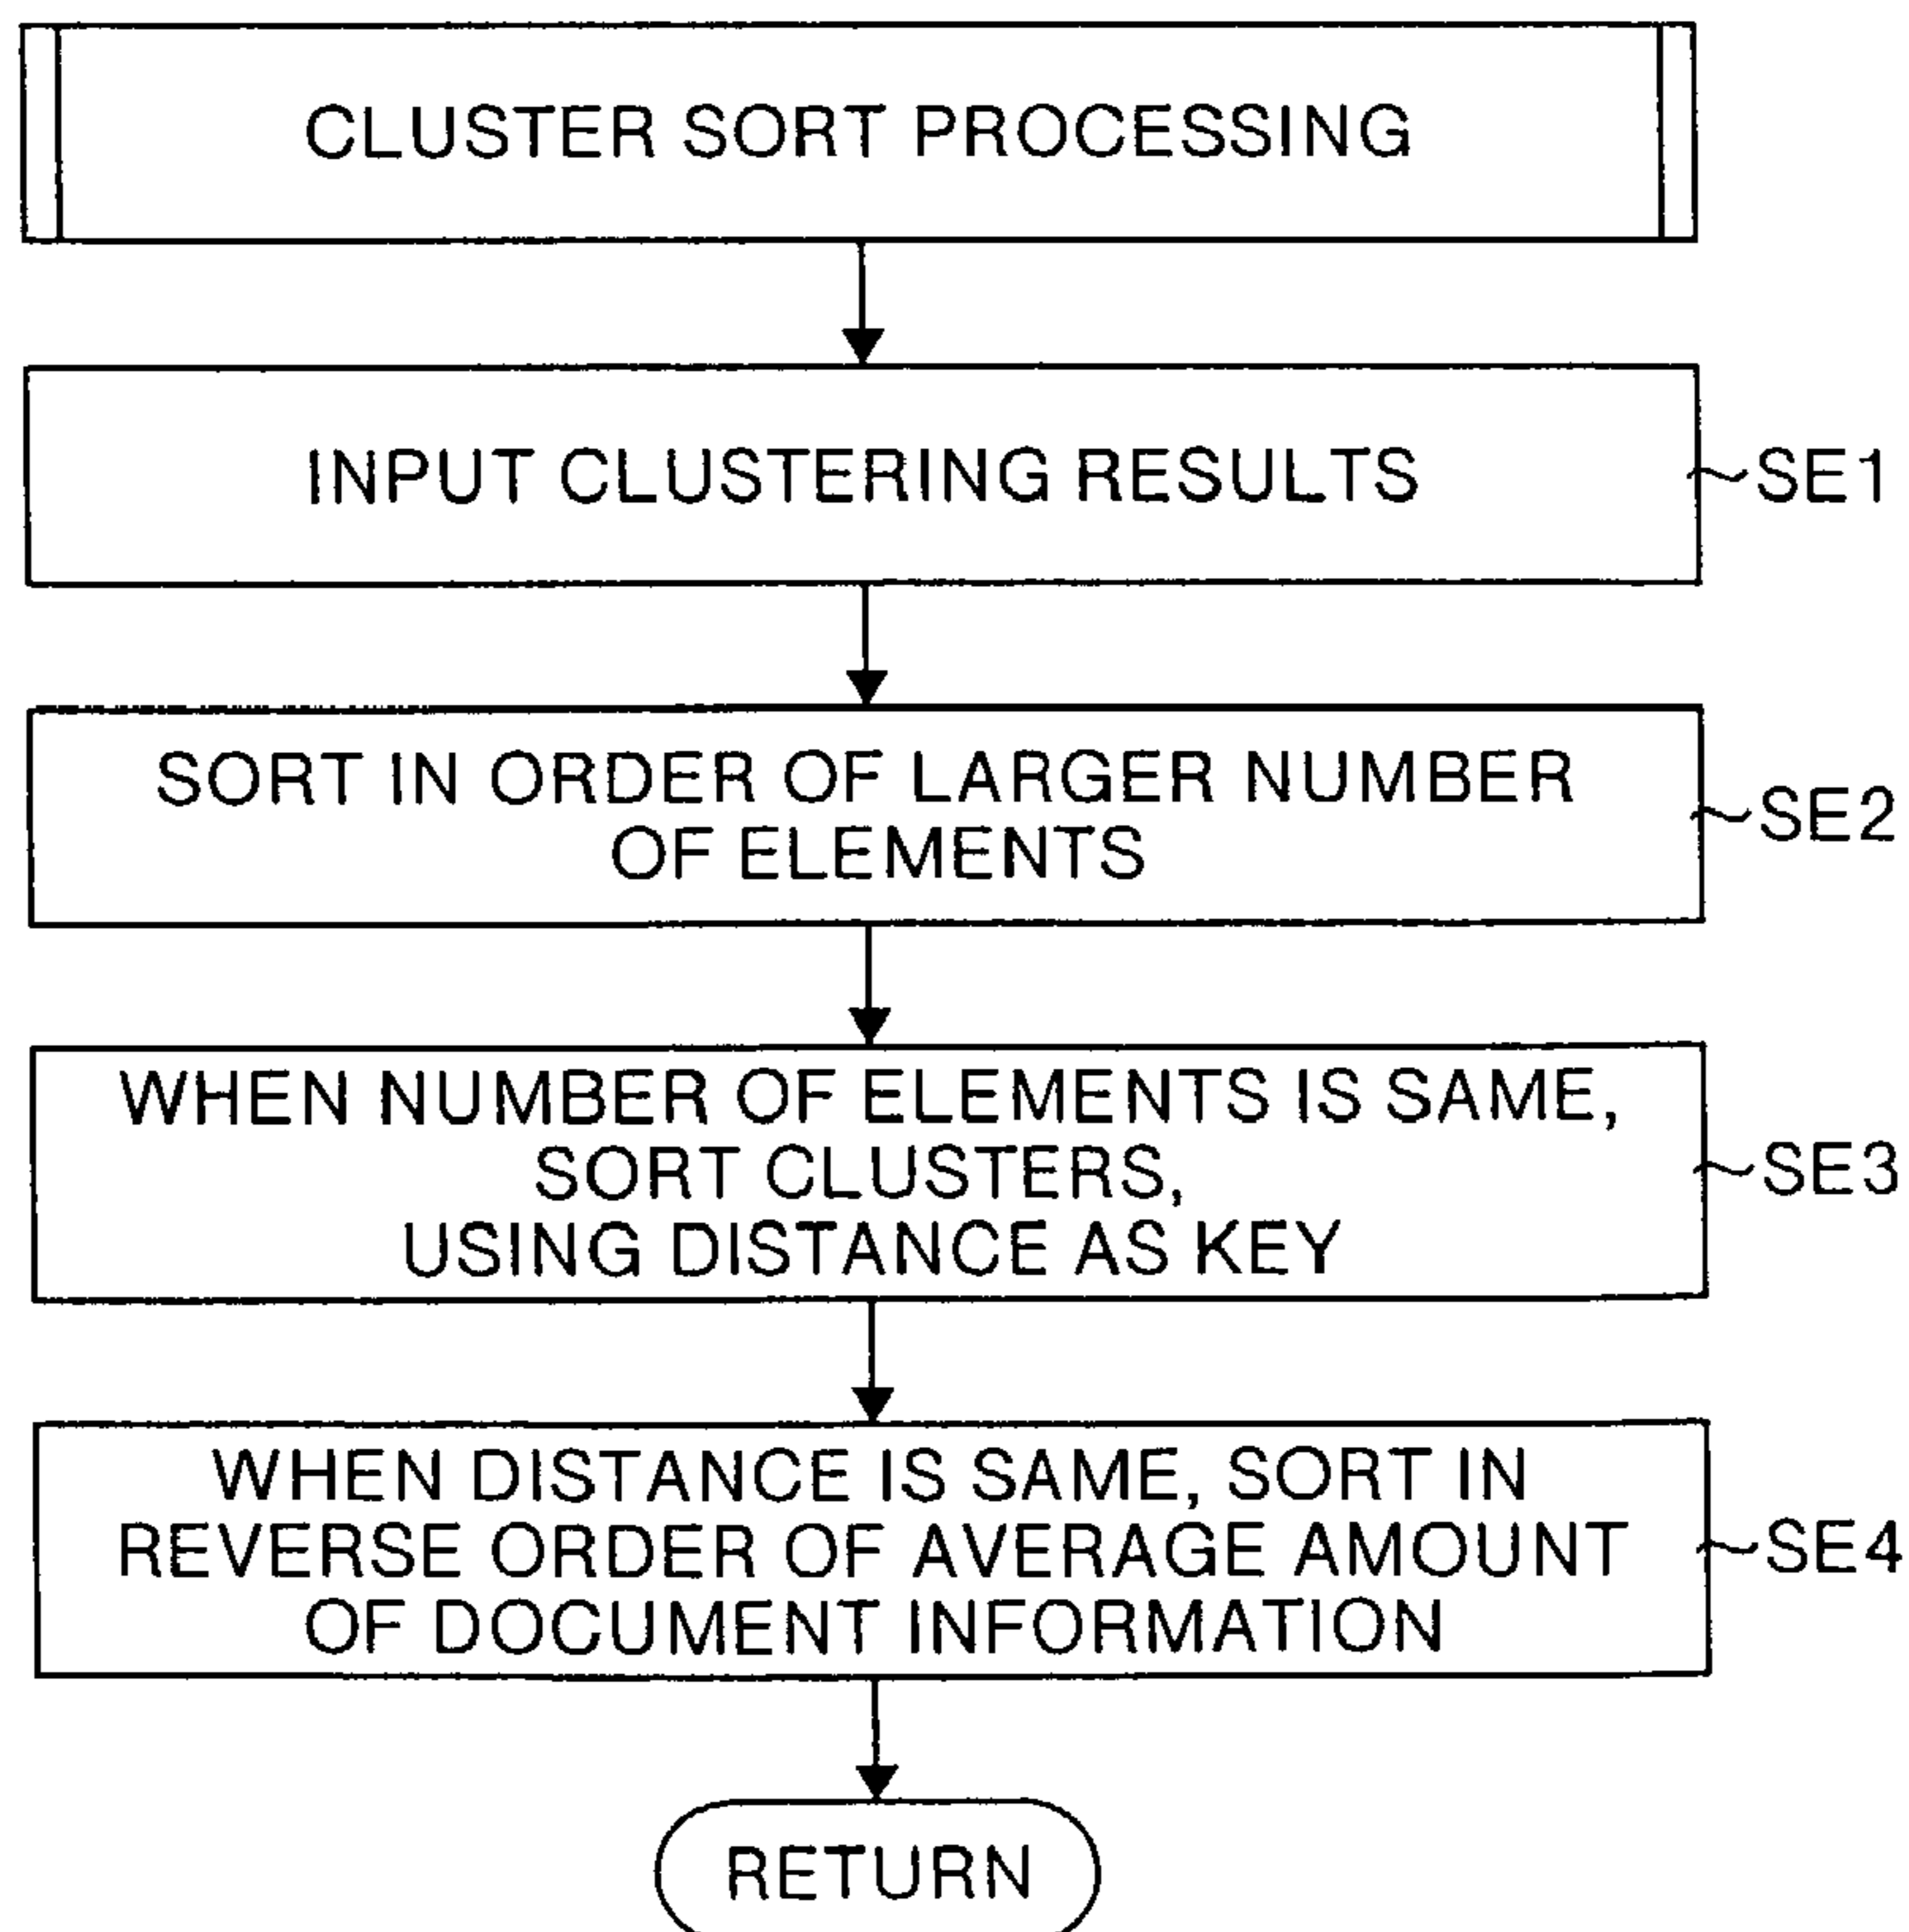 CLUSTER SORT PROCESSING
INPUT CLUSTERING RESULTS
SE1
SORT IN ORDER OF LARGER NUMBER
OF ELEMENTS
SE2
WHEN NUMBER OF ELEMENTS IS SAME,
SORT CLUSTERS,
USING DISTANCE AS KEY
SE3
WHEN DISTANCE IS SAME, SORT IN
REVERSE ORDER OF AVERAGE AMOUNT
OF DOCUMENT INFORMATION
SE4
RETURN